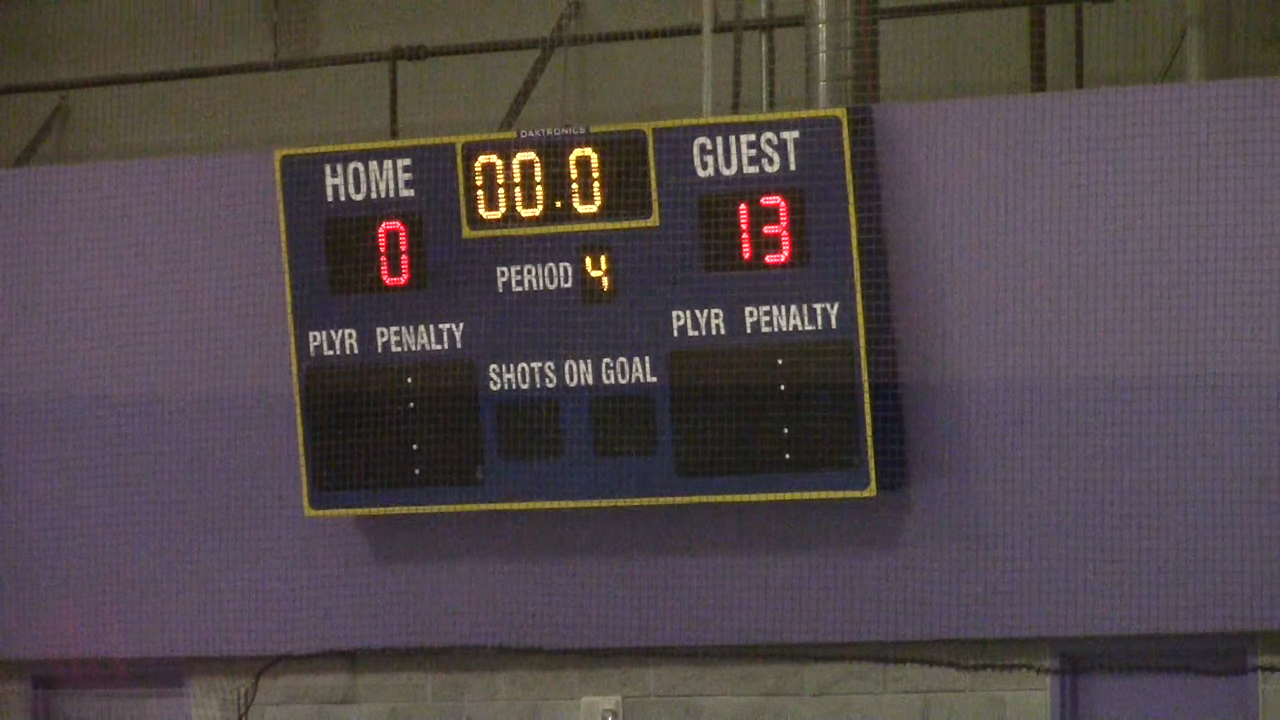 DAKTRONICS
HOME 00.0 GUEST
0 13
PERIOD 4
PLYR PENALTY PLYR PENALTY
SHOTS ON GOAL